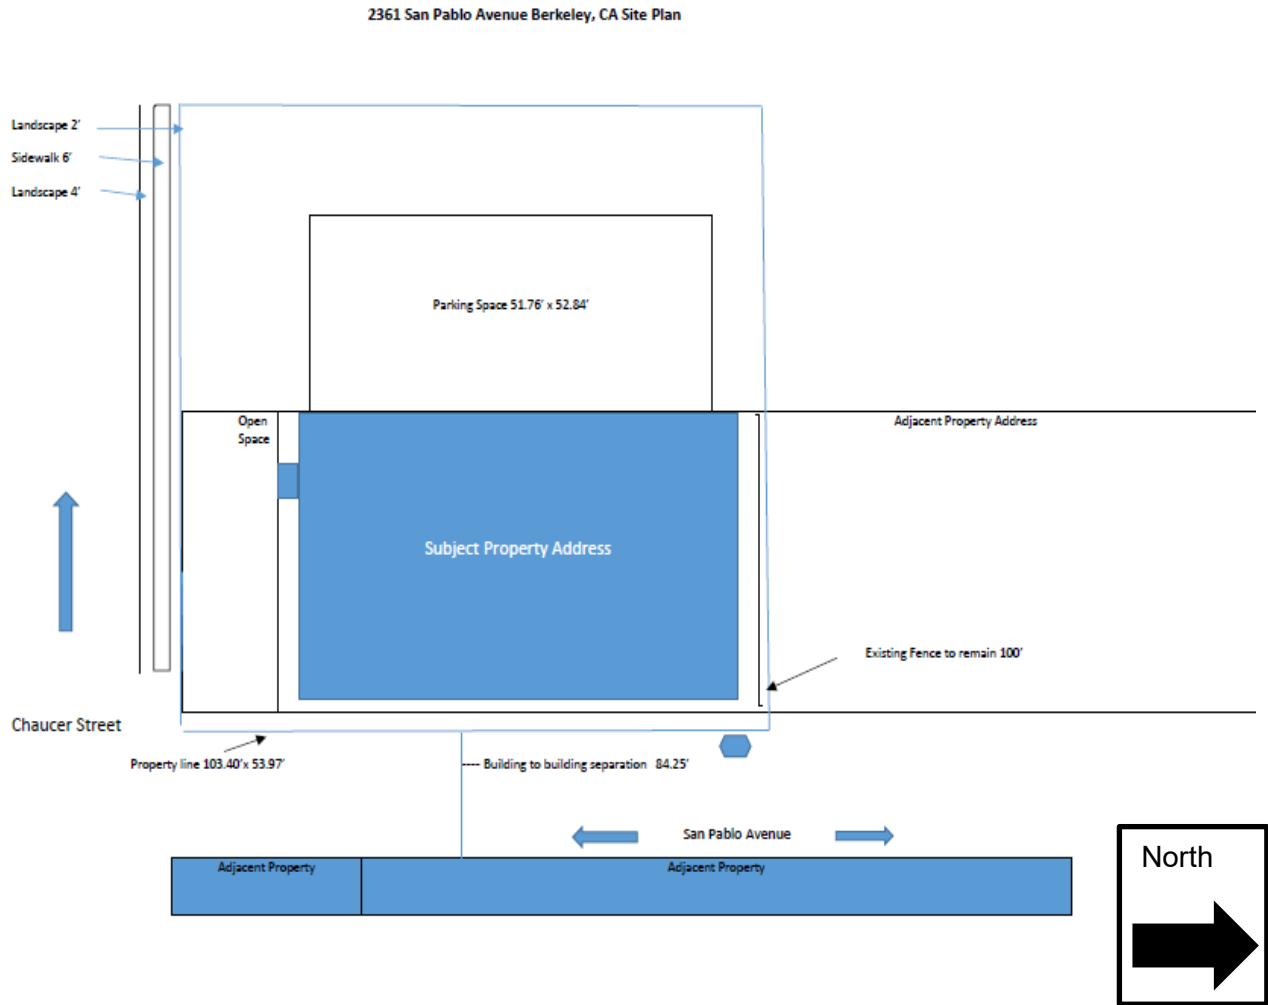 2361 San Pablo Avenue Berkeley, CA Site Plan
Landscape 2'
Sidewalk 6'
Landscape 4'
Parking Space 51.76' x 52.84'
Open
Space
Adjacent Property Address
Subject Property Address
Existing Fence to remain 100'
Chaucer Street
Property line 103.40'x 53.97'
---- Building to building separation 84.25'
San Pablo Avenue
Adjacent Property
Adjacent Property
North